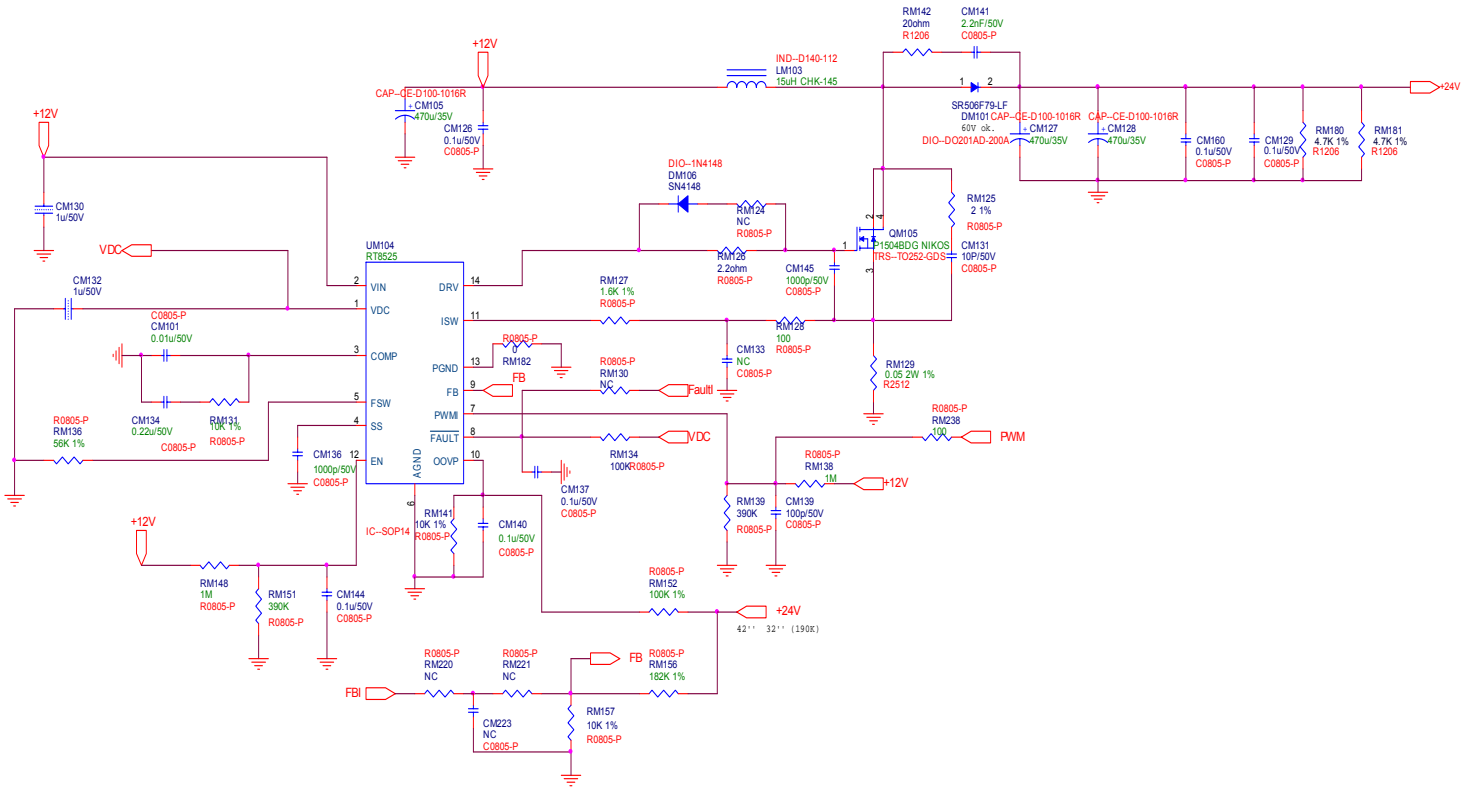 RM142
20ohm
R1206
CM141
2.2nF/50V
C0805-P
+12V
IND--D140-112
LM103
15uH CHK-145
1
2
+24V
CAP--CE-D100-1016R
CM105
470u/35V
CM126
0.1u/50V
C0805-P
SR506F79-LF
DM101
60V ok.
DIO--DO201AD-200A
CAP--CE-D100-1016R
CM127
470u/35V
CAP--CE-D100-1016R
CM128
470u/35V
CM160
0.1u/50V
C0805-P
CM129
0.1u/50V
C0805-P
RM180
4.7K 1%
R1206
RM181
4.7K 1%
R1206
+12V
CM130
1u/50V
VDC
CM132
1u/50V
DIO--1N4148
DM106
SN4148
RM124
NC
R0805-P
RM126
2.2ohm
R0805-P
1
2
4
3
QM105
P1504BDG NIKOS
TRS--TO252-GDS
RM125
2 1%
R0805-P
CM131
10P/50V
C0805-P
CM145
1000p/50V
C0805-P
UM104
RT8525
2
VIN
1
VDC
3
COMP
5
FSW
4
SS
12
EN
DRV
14
ISW
11
PGND
13
FB
9
PWMI
7
FAULT
8
OOVP
10
AGND
6
IC--SOP14
C0805-P
CM101
0.01u/50V
CM134
0.22u/50V
C0805-P
RM131
10K 1%
R0805-P
R0805-P
RM136
56K 1%
CM136
1000p/50V
C0805-P
RM127
1.6K 1%
R0805-P
RM128
100
R0805-P
CM133
NC
C0805-P
RM129
0.05 2W 1%
R2512
R0805-P
0
RM182
FB
R0805-P
RM130
NC
FaultI
VDC
RM134
100K
R0805-P
CM137
0.1u/50V
C0805-P
R0805-P
RM238
100
PWM
R0805-P
RM138
1M
+12V
RM139
390K
R0805-P
CM139
100p/50V
C0805-P
RM141
10K 1%
R0805-P
CM140
0.1u/50V
C0805-P
+12V
RM148
1M
R0805-P
RM151
390K
R0805-P
CM144
0.1u/50V
C0805-P
R0805-P
RM152
100K 1%
+24V
42'' 32'' (190K)
FBI
R0805-P
RM220
NC
R0805-P
RM221
NC
FB
R0805-P
RM156
182K 1%
CM223
NC
C0805-P
RM157
10K 1%
R0805-P